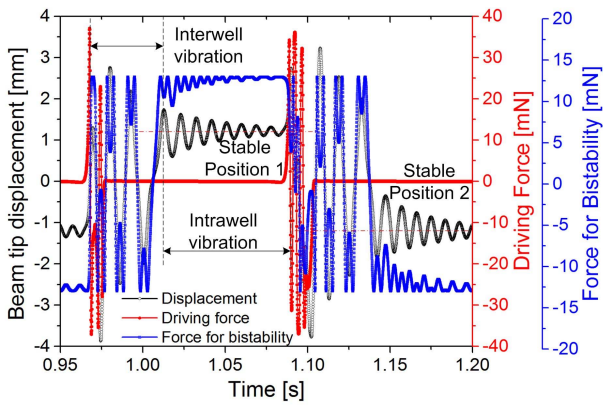 Interwell
vibration
Stable
Position 1
Stable
Position 2
Intrawell
vibration
Displacement
Driving force
Force for bistability
Beam tip displacement [mm]
4
3
2
1
0
-1
-2
-3
-4
0.95
1.00
1.05
1.10
1.15
1.20
Time [s]
40
30
20
10
0
-10
-20
-30
-40
Driving Force [mN]
20
15
10
5
0
-5
-10
-15
-20
Force for Bistability [mN]